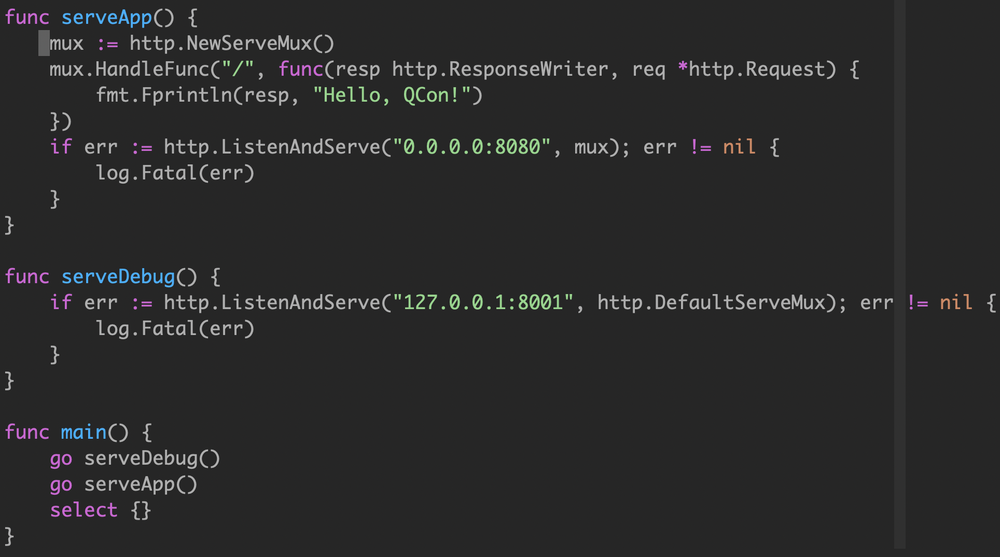 func serveApp() {
    mux := http.NewServeMux()
    mux.HandleFunc("/", func(resp http.ResponseWriter, req *http.Request) {
        fmt.Fprintln(resp, "Hello, QCon!")
    })
    if err := http.ListenAndServe("0.0.0.0:8080", mux); err != nil {
        log.Fatal(err)
    }
}

func serveDebug() {
    if err := http.ListenAndServe("127.0.0.1:8001", http.DefaultServeMux); err != nil {
        log.Fatal(err)
    }
}

func main() {
    go serveDebug()
    go serveApp()
    select {}
}